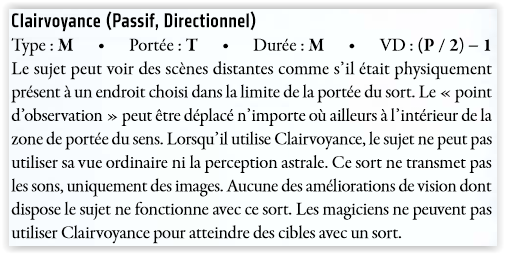 Clairvoyance (Passif, Directionnel)
Type : M • Portée : T • Durée : M • VD : (P / 2) – 1
Le sujet peut voir des scènes distantes comme s’il était physiquement
présent à un endroit choisi dans la limite de la portée du sort. Le « point
d’observation » peut être déplacé n’importe où ailleurs à l’intérieur de la
zone de portée du sens. Lorsqu’il utilise Clairvoyance, le sujet ne peut pas
utiliser sa vue ordinaire ni la perception astrale. Ce sort ne transmet pas
les sons, uniquement des images. Aucune des améliorations de vision dont
dispose le sujet ne fonctionne avec ce sort. Les magiciens ne peuvent pas
utiliser Clairvoyance pour atteindre des cibles avec un sort.